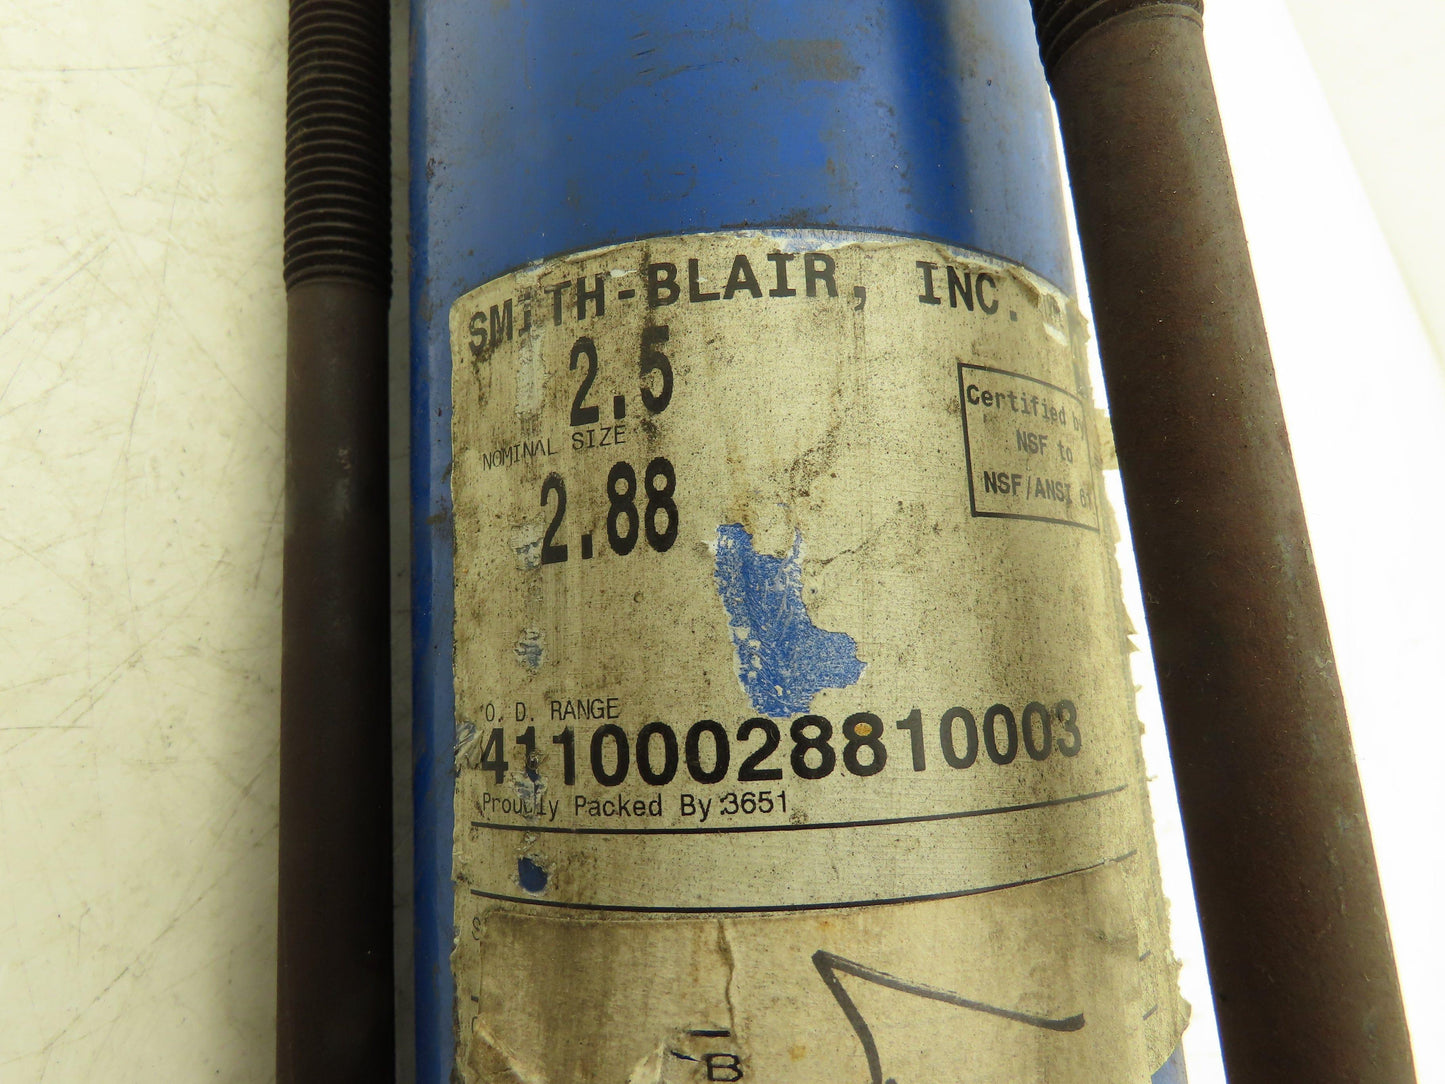 SMITH-BLAIR, INC.
2.5
NOMINAL SIZE
2.88
Certified by
NSF to
NSF/ANSI 61
O. D. RANGE
41100028810003
Proudly Packed By:3651
B